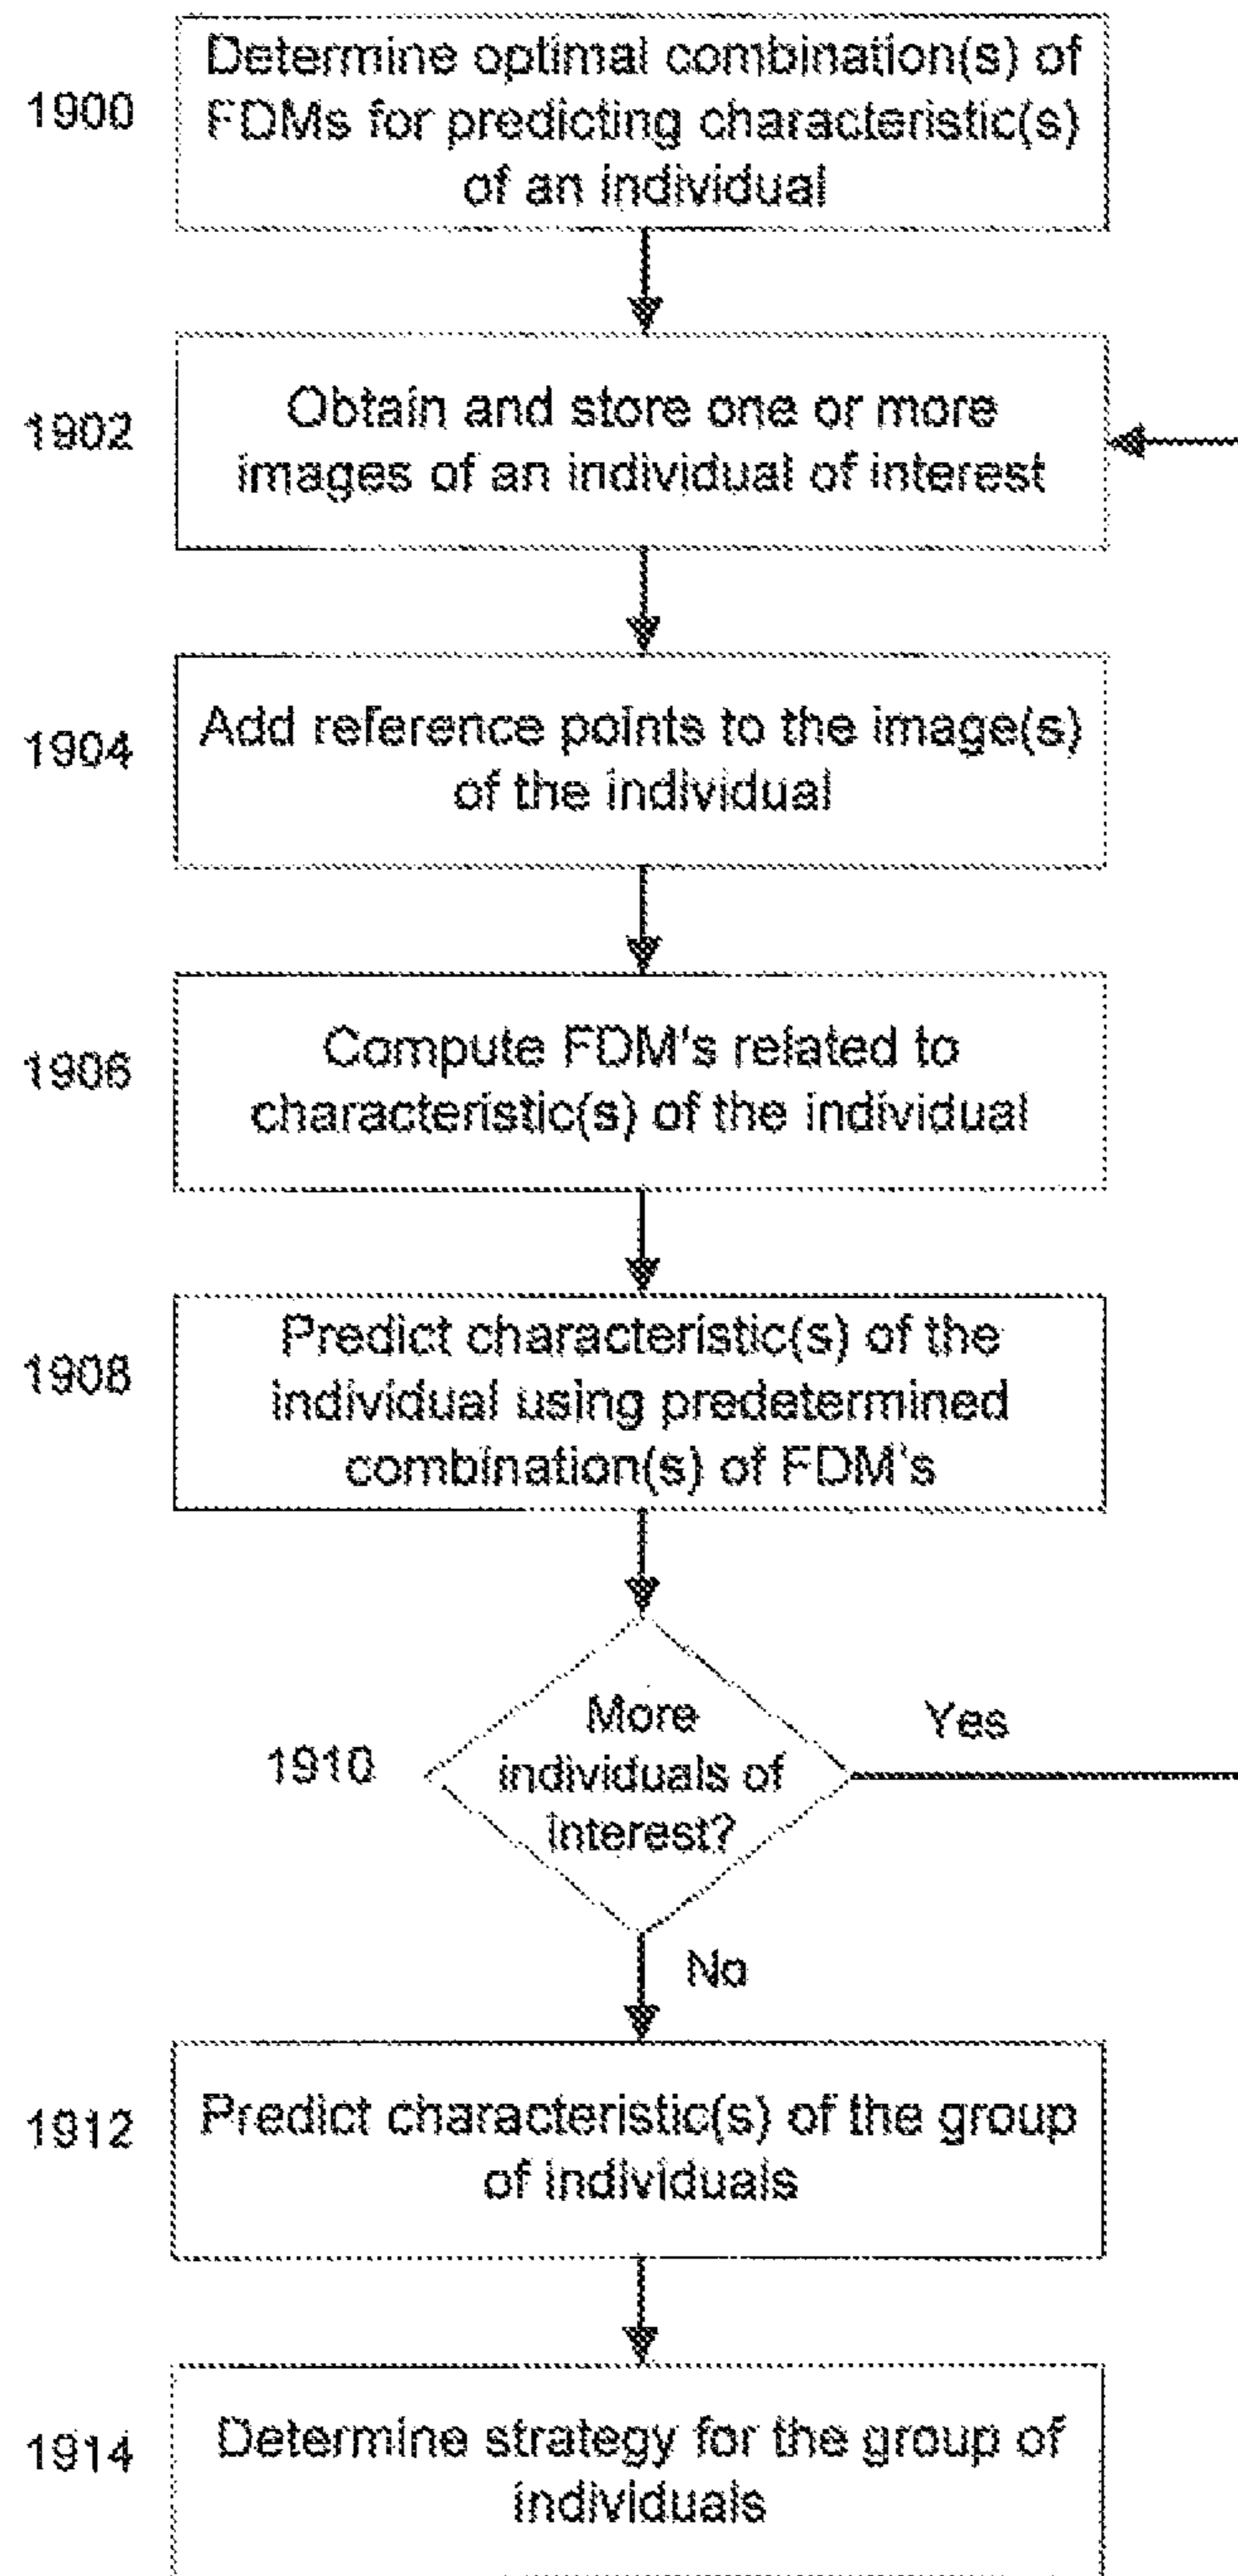 1900
Determine optimal combination(s) of
FDMs for predicting characteristic(s)
of an individual
1902
Obtain and store one or more
images of an individual of interest
1904
Add reference points to the image(s)
of the individual
1906
Compute FDM's related to
characteristic(s) of the individual
1908
Predict characteristic(s) of the
individual using predetermined
combination(s) of FDM's
1910
More
individuals of
interest?
Yes
No
1912
Predict characteristic(s) of the group
of individuals
1914
Determine strategy for the group of
individuals